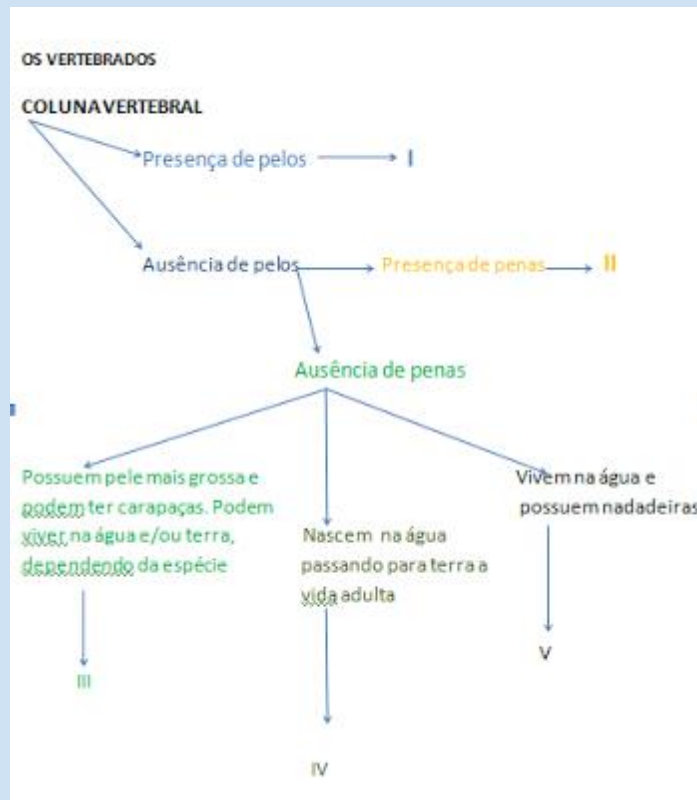 OS VERTEBRADOS
COLUNA VERTEBRAL
Presença de pelos
I
Ausência de pelos
Presença de penas
II
Ausência de penas
Possuem pele mais grossa e
podem ter carapaças. Podem
viver na água e/ou terra,
dependendo da espécie
III
Nascem na água
passando para terra a
vida adulta
IV
Vivem na água e
possuem nadadeiras
V